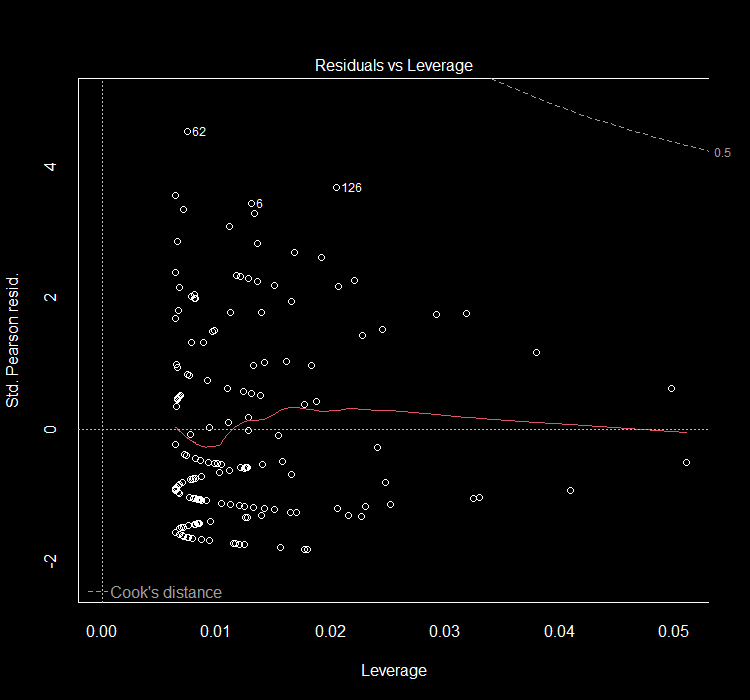 Residuals vs Leverage
62
126
6
0.5
4
2
0
-2
Std. Pearson resid.
Cook's distance
0.00 0.01 0.02 0.03 0.04 0.05
Leverage